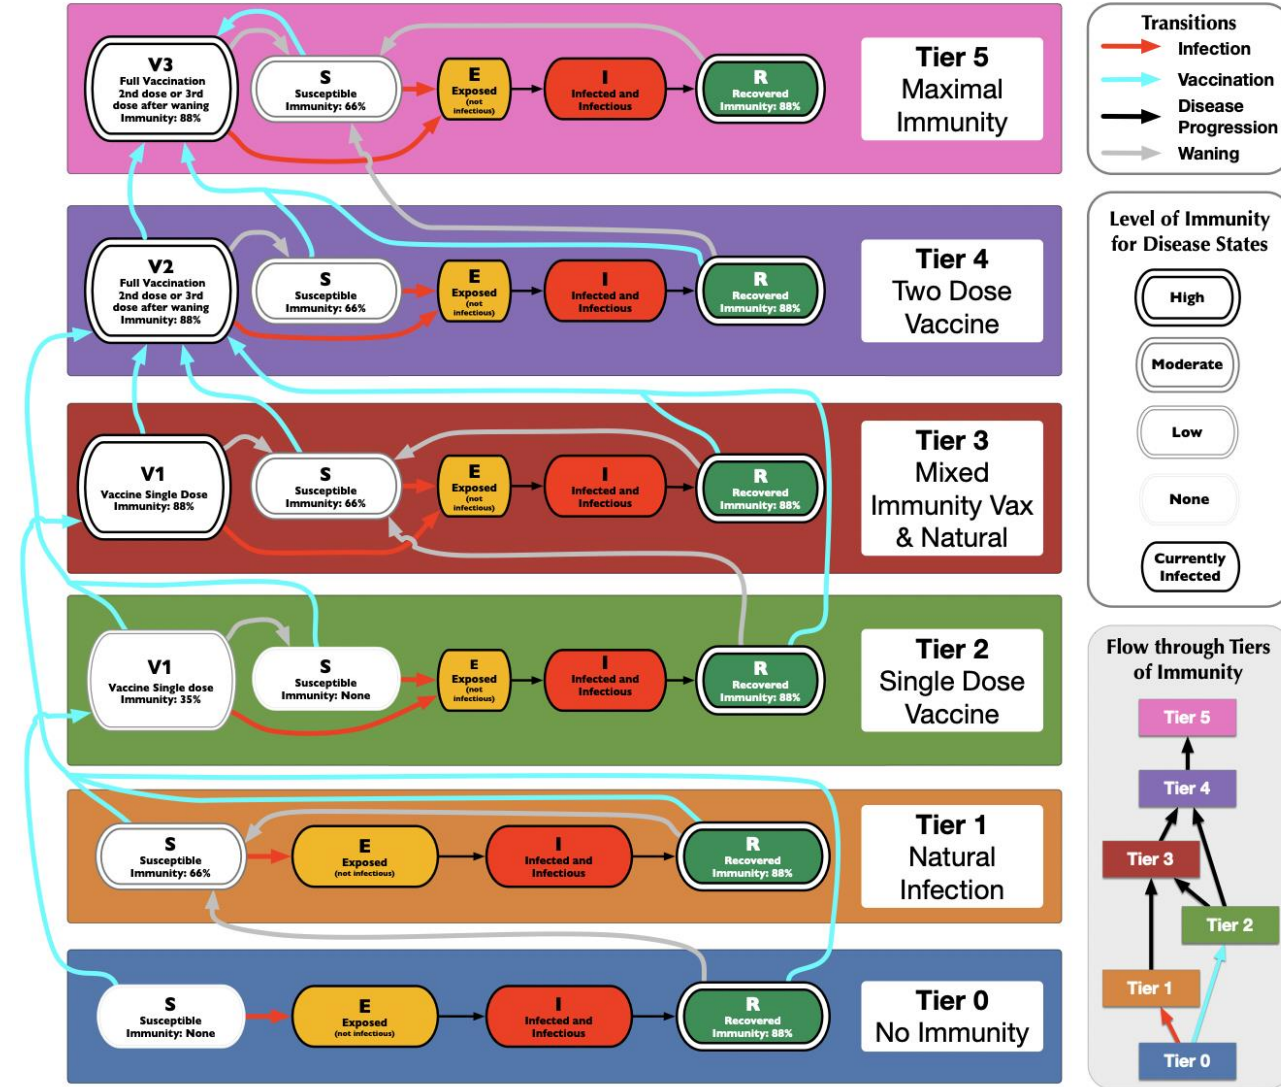 V3
Full Vaccination
2nd dose or 3rd
dose after waning
Immunity: 88%
S
Susceptible
Immunity: 66%
E
Exposed
(not
infectious)
I
Infected and
Infectious
R
Recovered
Immunity: 88%
Tier 5
Maximal
Immunity
V2
Full Vaccination
2nd dose or 3rd
dose after waning
Immunity: 88%
S
Susceptible
Immunity: 66%
E
Exposed
(not
infectious)
I
Infected and
Infectious
R
Recovered
Immunity: 88%
Tier 4
Two Dose
Vaccine
V1
Vaccine Single Dose
Immunity: 88%
S
Susceptible
Immunity: 66%
E
Exposed
(not
infectious)
I
Infected and
Infectious
R
Recovered
Immunity: 88%
Tier 3
Mixed
Immunity Vax
& Natural
V1
Vaccine Single dose
Immunity: 35%
S
Susceptible
Immunity: None
E
Exposed
(not
infectious)
I
Infected and
Infectious
R
Recovered
Immunity: 88%
Tier 2
Single Dose
Vaccine
S
Susceptible
Immunity: 66%
E
Exposed
(not infectious)
I
Infected and
Infectious
R
Recovered
Immunity: 88%
Tier 1
Natural
Infection
S
Susceptible
Immunity: None
E
Exposed
(not infectious)
I
Infected and
Infectious
R
Recovered
Immunity: 88%
Tier 0
No Immunity
Transitions
Infection
Vaccination
Disease
Progression
Waning
Level of Immunity
for Disease States
High
Moderate
Low
None
Currently
Infected
Flow through Tiers
of Immunity
Tier 5
Tier 4
Tier 3
Tier 2
Tier 1
Tier 0